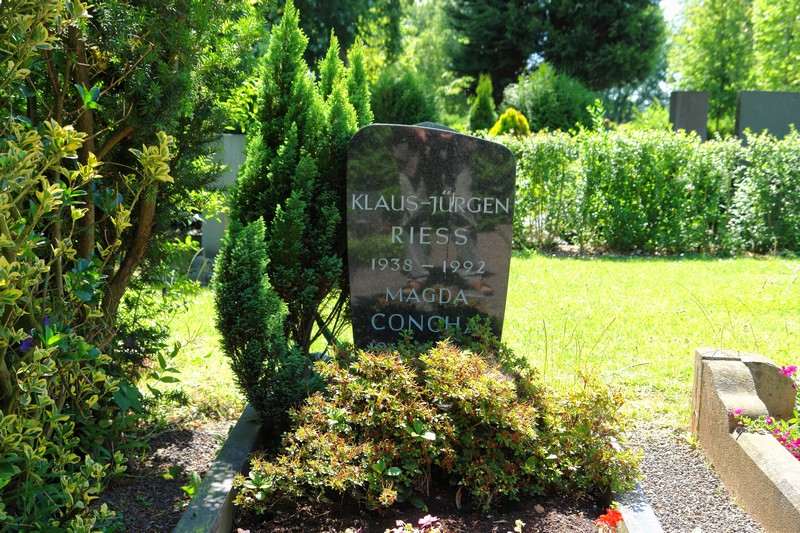 KLAUS-JÜRGEN
RIESS
1938 – 1992
MAGDA
CONCHA